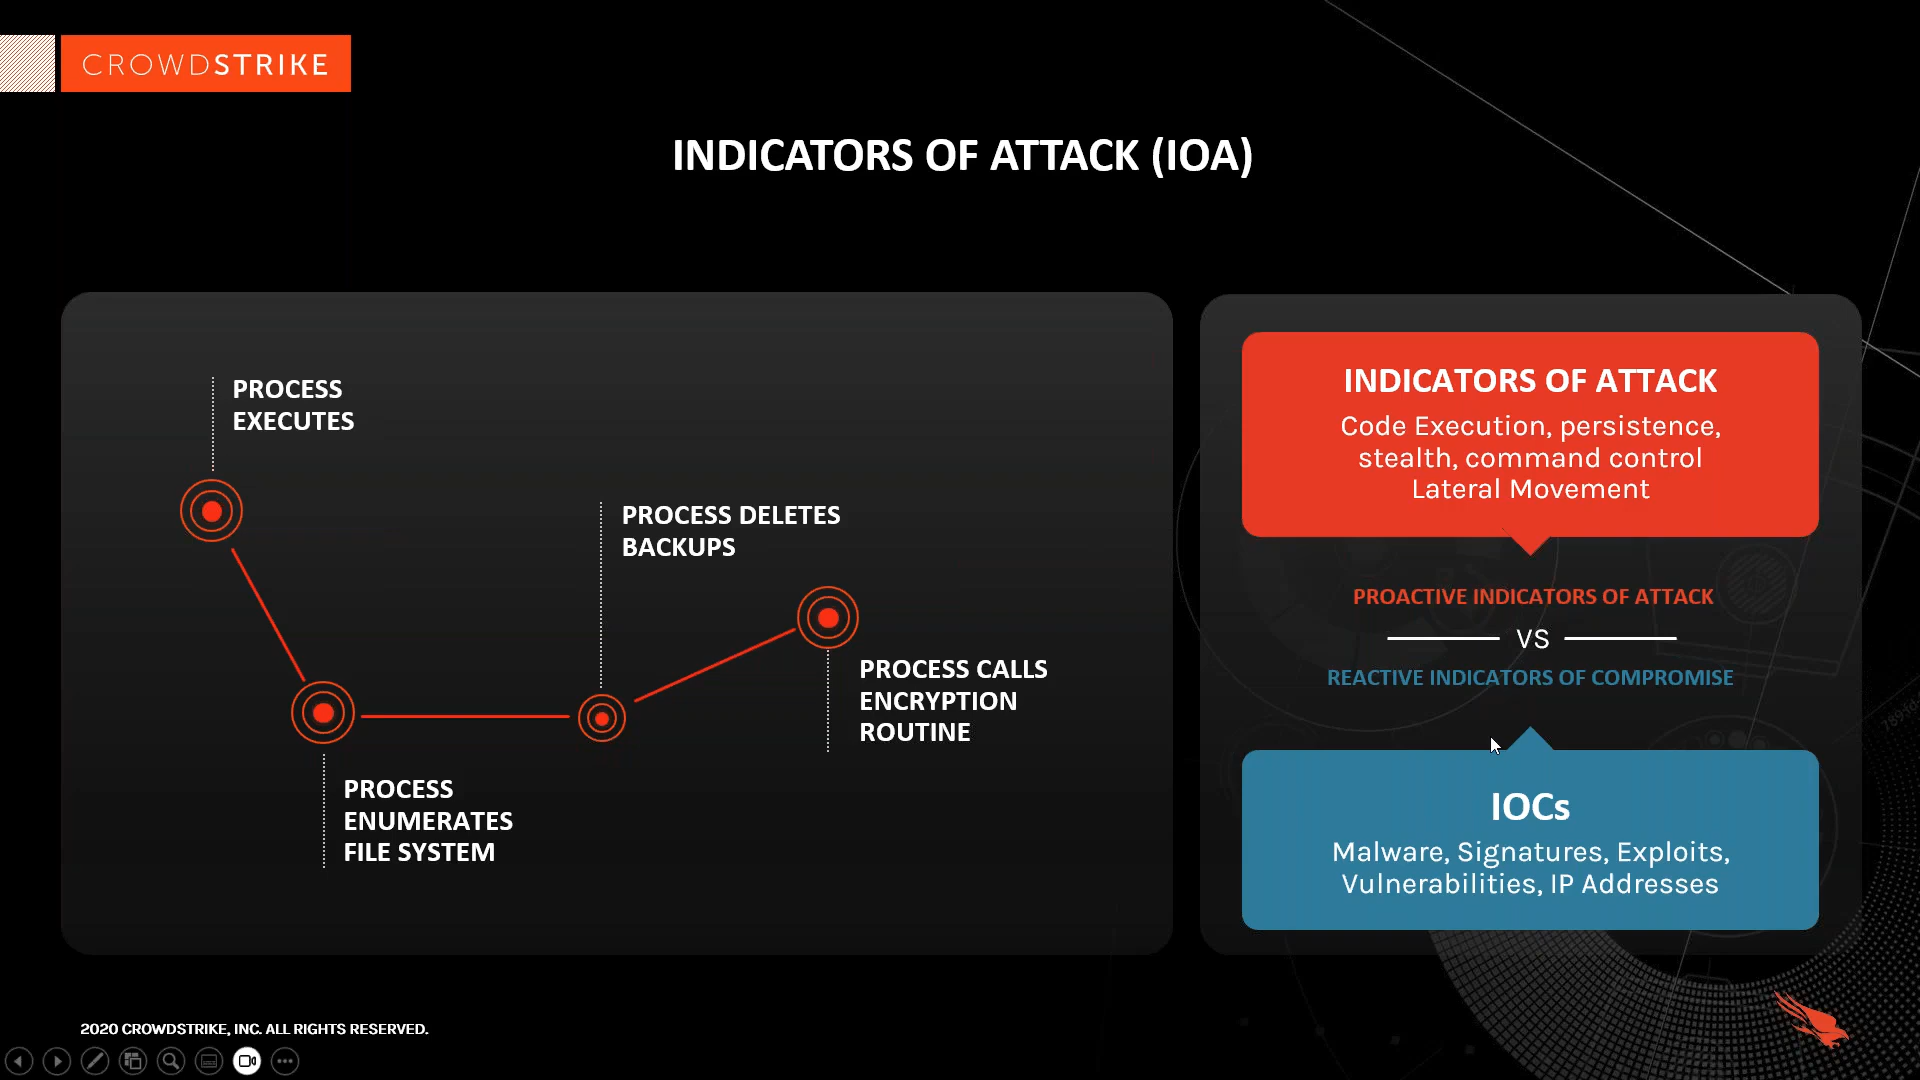 CROWDSTRIKE
INDICATORS OF ATTACK (IOA)
PROCESS
EXECUTES
PROCESS DELETES
BACKUPS
PROCESS CALLS
ENCRYPTION
ROUTINE
PROCESS
ENUMERATES
FILE SYSTEM
INDICATORS OF ATTACK
Code Execution, persistence,
stealth, command control
Lateral Movement
PROACTIVE INDICATORS OF ATTACK
VS
REACTIVE INDICATORS OF COMPROMISE
IOCs
Malware, Signatures, Exploits,
Vulnerabilities, IP Addresses
2020 CROWDSTRIKE, INC. ALL RIGHTS RESERVED.